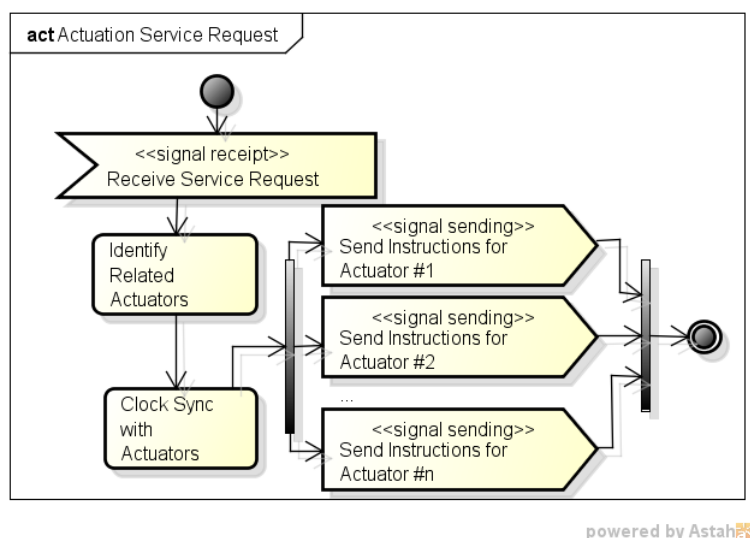 act Actuation Service Request
<<signal receipt>>
Receive Service Request
Identify
Related
Actuators
Clock Sync
with
Actuators
<<signal sending>>
Send Instructions for
Actuator #1
<<signal sending>>
Send Instructions for
Actuator #2
...
<<signal sending>>
Send Instructions for
Actuator #n
powered by Astah